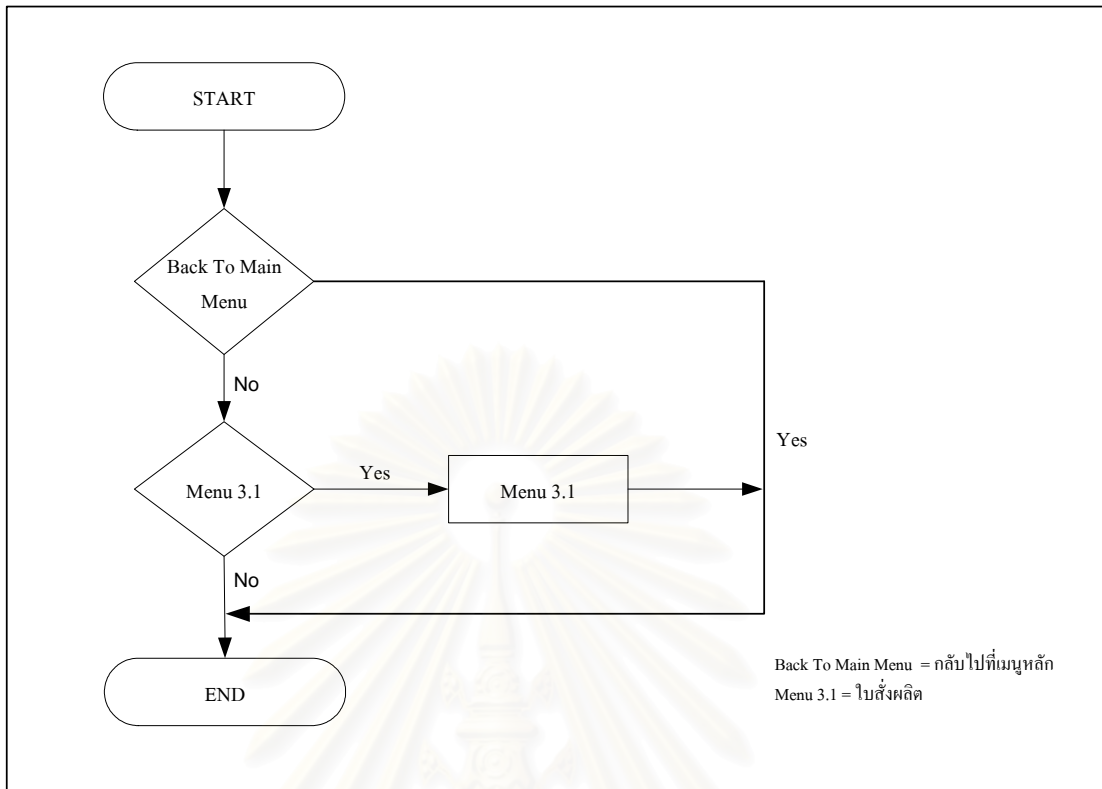 START
Back To Main
Menu
No
Yes
Menu 3.1
Yes
Menu 3.1
No
END
Back To Main Menu = กลับไปที่เมนูหลัก
Menu 3.1 = ใบสั่งผลิต